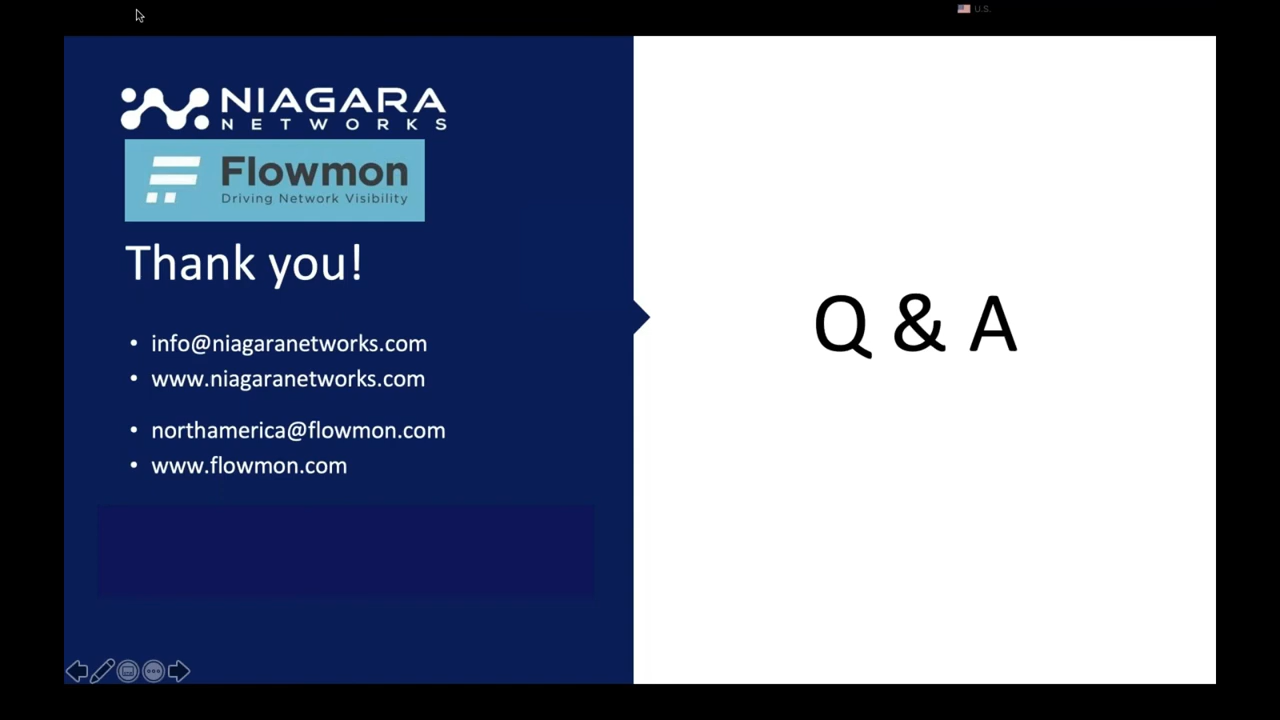 U.S.
NIAGARA
NETWORKS
Flowmon
Driving Network Visibility
Thank you!
• info@niagaranetworks.com
• www.niagaranetworks.com
• northamerica@flowmon.com
• www.flowmon.com
Q & A